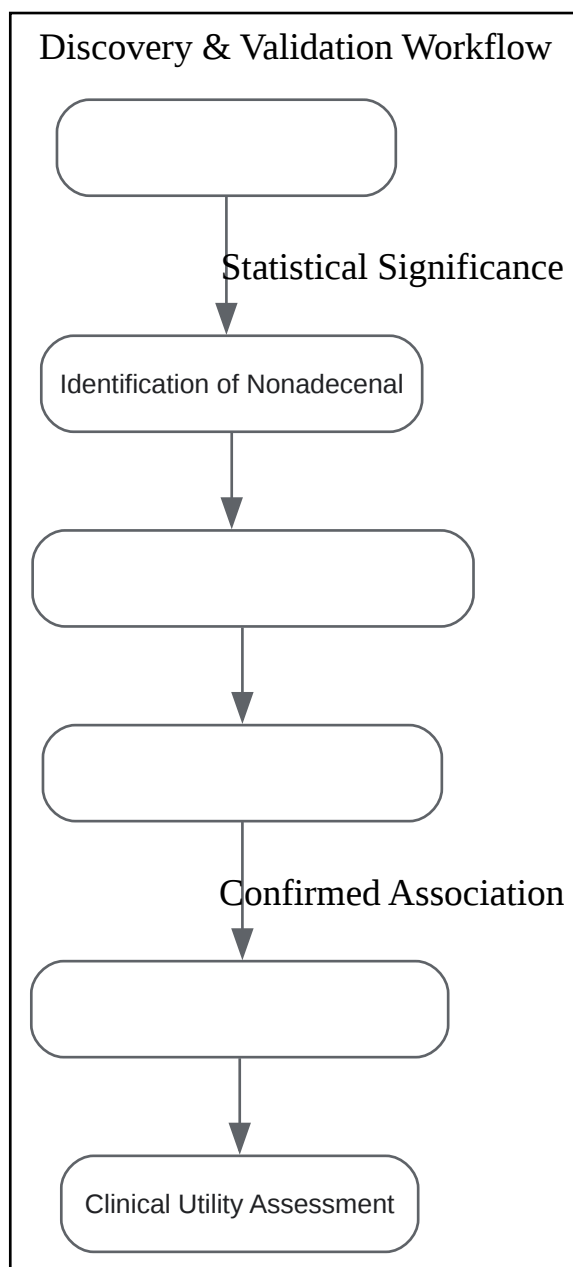 Discovery & Validation Workflow
Statistical Significance
Identification of Nonadecenal
Confirmed Association
Clinical Utility Assessment